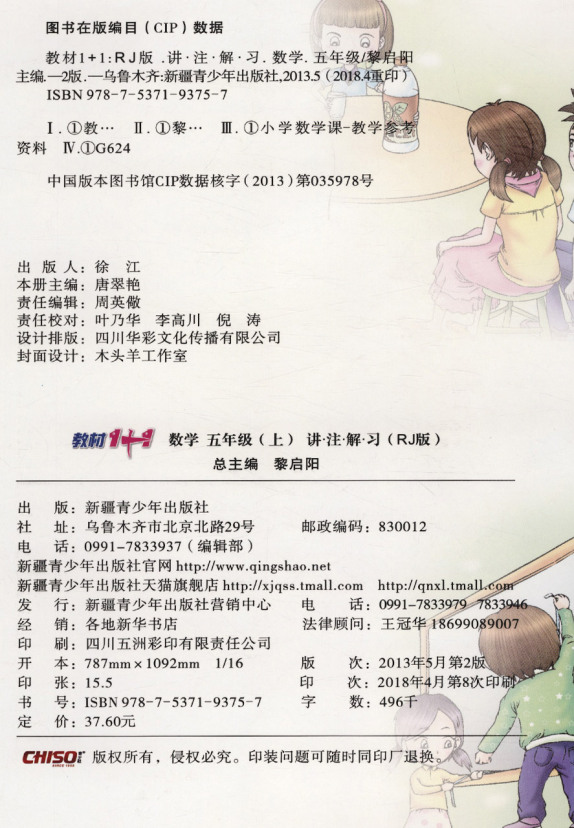 图书在版编目（CIP）数据
教材1+1:RJ版 .讲·注·解·习. 数学. 五年级/黎启阳
主编.—2版.—乌鲁木齐:新疆青少年出版社,2013.5（2018.4重印）
ISBN 978-7-5371-9375-7
Ⅰ.①教… Ⅱ.①黎… Ⅲ.①小学数学课-教学参考
资料 Ⅳ.①G624
中国版本图书馆CIP数据核字（2013）第035978号
出 版 人：徐 江
本册主编：唐翠艳
责任编辑：周英儆
责任校对：叶乃华 李高川 倪 涛
设计排版：四川华彩文化传播有限公司
封面设计：木头羊工作室
教材1+1 数学 五年级（上） 讲·注·解·习（RJ版）
总主编 黎启阳
出 版：新疆青少年出版社
社 址：乌鲁木齐市北京北路29号 邮政编码：830012
电 话：0991-7833937（编辑部）
新疆青少年出版社官网 http://www.qingshao.net
新疆青少年出版社天猫旗舰店 http://xjqss.tmall.com http://qnxl.tmall.com
发 行：新疆青少年出版社营销中心 电 话：0991-7833979 7833946
经 销：各地新华书店 法律顾问：王冠华 18699089007
印 刷：四川五洲彩印有限责任公司
开 本：787mm×1092mm 1/16 版 次：2013年5月第2版
印 张：15.5 印 次：2018年4月第8次印刷
书 号：ISBN 978-7-5371-9375-7 字 数：496千
定 价：37.60元
CHISO 版权所有，侵权必究。印装问题可随时同印厂退换。